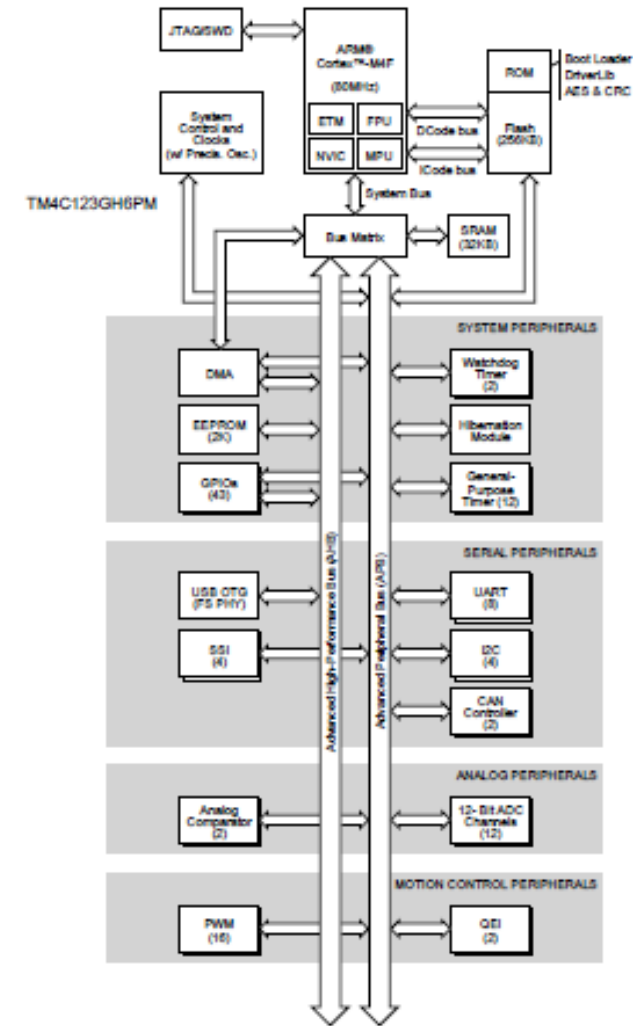 JTAG/SWD
ARM®
Cortex™-M4F
(80MHz)
ETM
FPU
NVIC
MPU
ROM
Flash
(256KB)
Boot Loader
DriverLib
AES & CRC
DCode bus
ICode bus
System
Control and
Clocks
(w/ Precis. Osc.)
TM4C123GH6PM
System Bus
Bus Matrix
SRAM
(32KB)
SYSTEM PERIPHERALS
DMA
Watchdog
Timer
(2)
EEPROM
(2K)
Hibernation
Module
GPIOs
(43)
General-
Purpose
Timer (12)
Advanced High-Performance Bus (AHB)
Advanced Peripheral Bus (APB)
SERIAL PERIPHERALS
USB OTG
(FS PHY)
UART
(8)
SSI
(4)
I2C
(4)
CAN
Controller
(2)
ANALOG PERIPHERALS
Analog
Comparator
(2)
12- Bit ADC
Channels
(12)
MOTION CONTROL PERIPHERALS
PWM
(16)
QEI
(2)